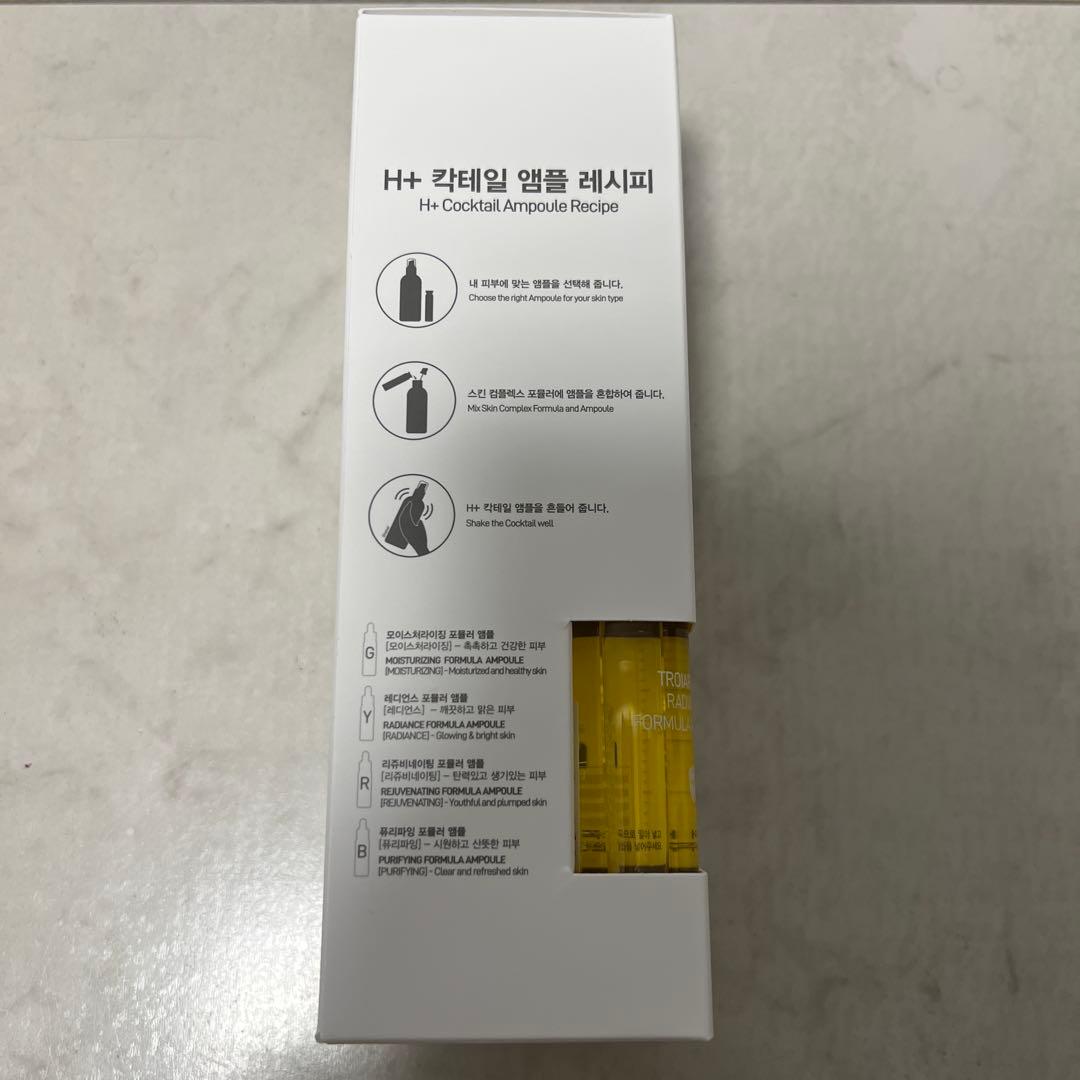 H+ 칵테일 앰플 레시피
H+ Cocktail Ampoule Recipe
내 피부에 맞는 앰플을 선택해 줍니다.
Choose the right Ampoule for your skin type
스킨 컴플렉스 포뮬러에 앰플을 혼합하여 줍니다.
Mix Skin Complex Formula and Ampoule
H+ 칵테일 앰플을 흔들어 줍니다.
Shake the Cocktail well
G
모이스처라이징 포뮬러 앰플
[모이스처라이징] – 촉촉하고 건강한 피부
MOISTURIZING FORMULA AMPOULE
[MOISTURIZING] - Moisturized and healthy skin
Y
레디언스 포뮬러 앰플
[레디언스] – 깨끗하고 맑은 피부
RADIANCE FORMULA AMPOULE
[RADIANCE] - Glowing & bright skin
R
리쥬비네이팅 포뮬러 앰플
[리쥬비네이팅] – 탄력있고 생기있는 피부
REJUVENATING FORMULA AMPOULE
[REJUVENATING] - Youthful and plumped skin
B
퓨리파잉 포뮬러 앰플
[퓨리파잉] – 시원하고 산뜻한 피부
PURIFYING FORMULA AMPOULE
[PURIFYING] - Clear and refreshed skin
FORMULA